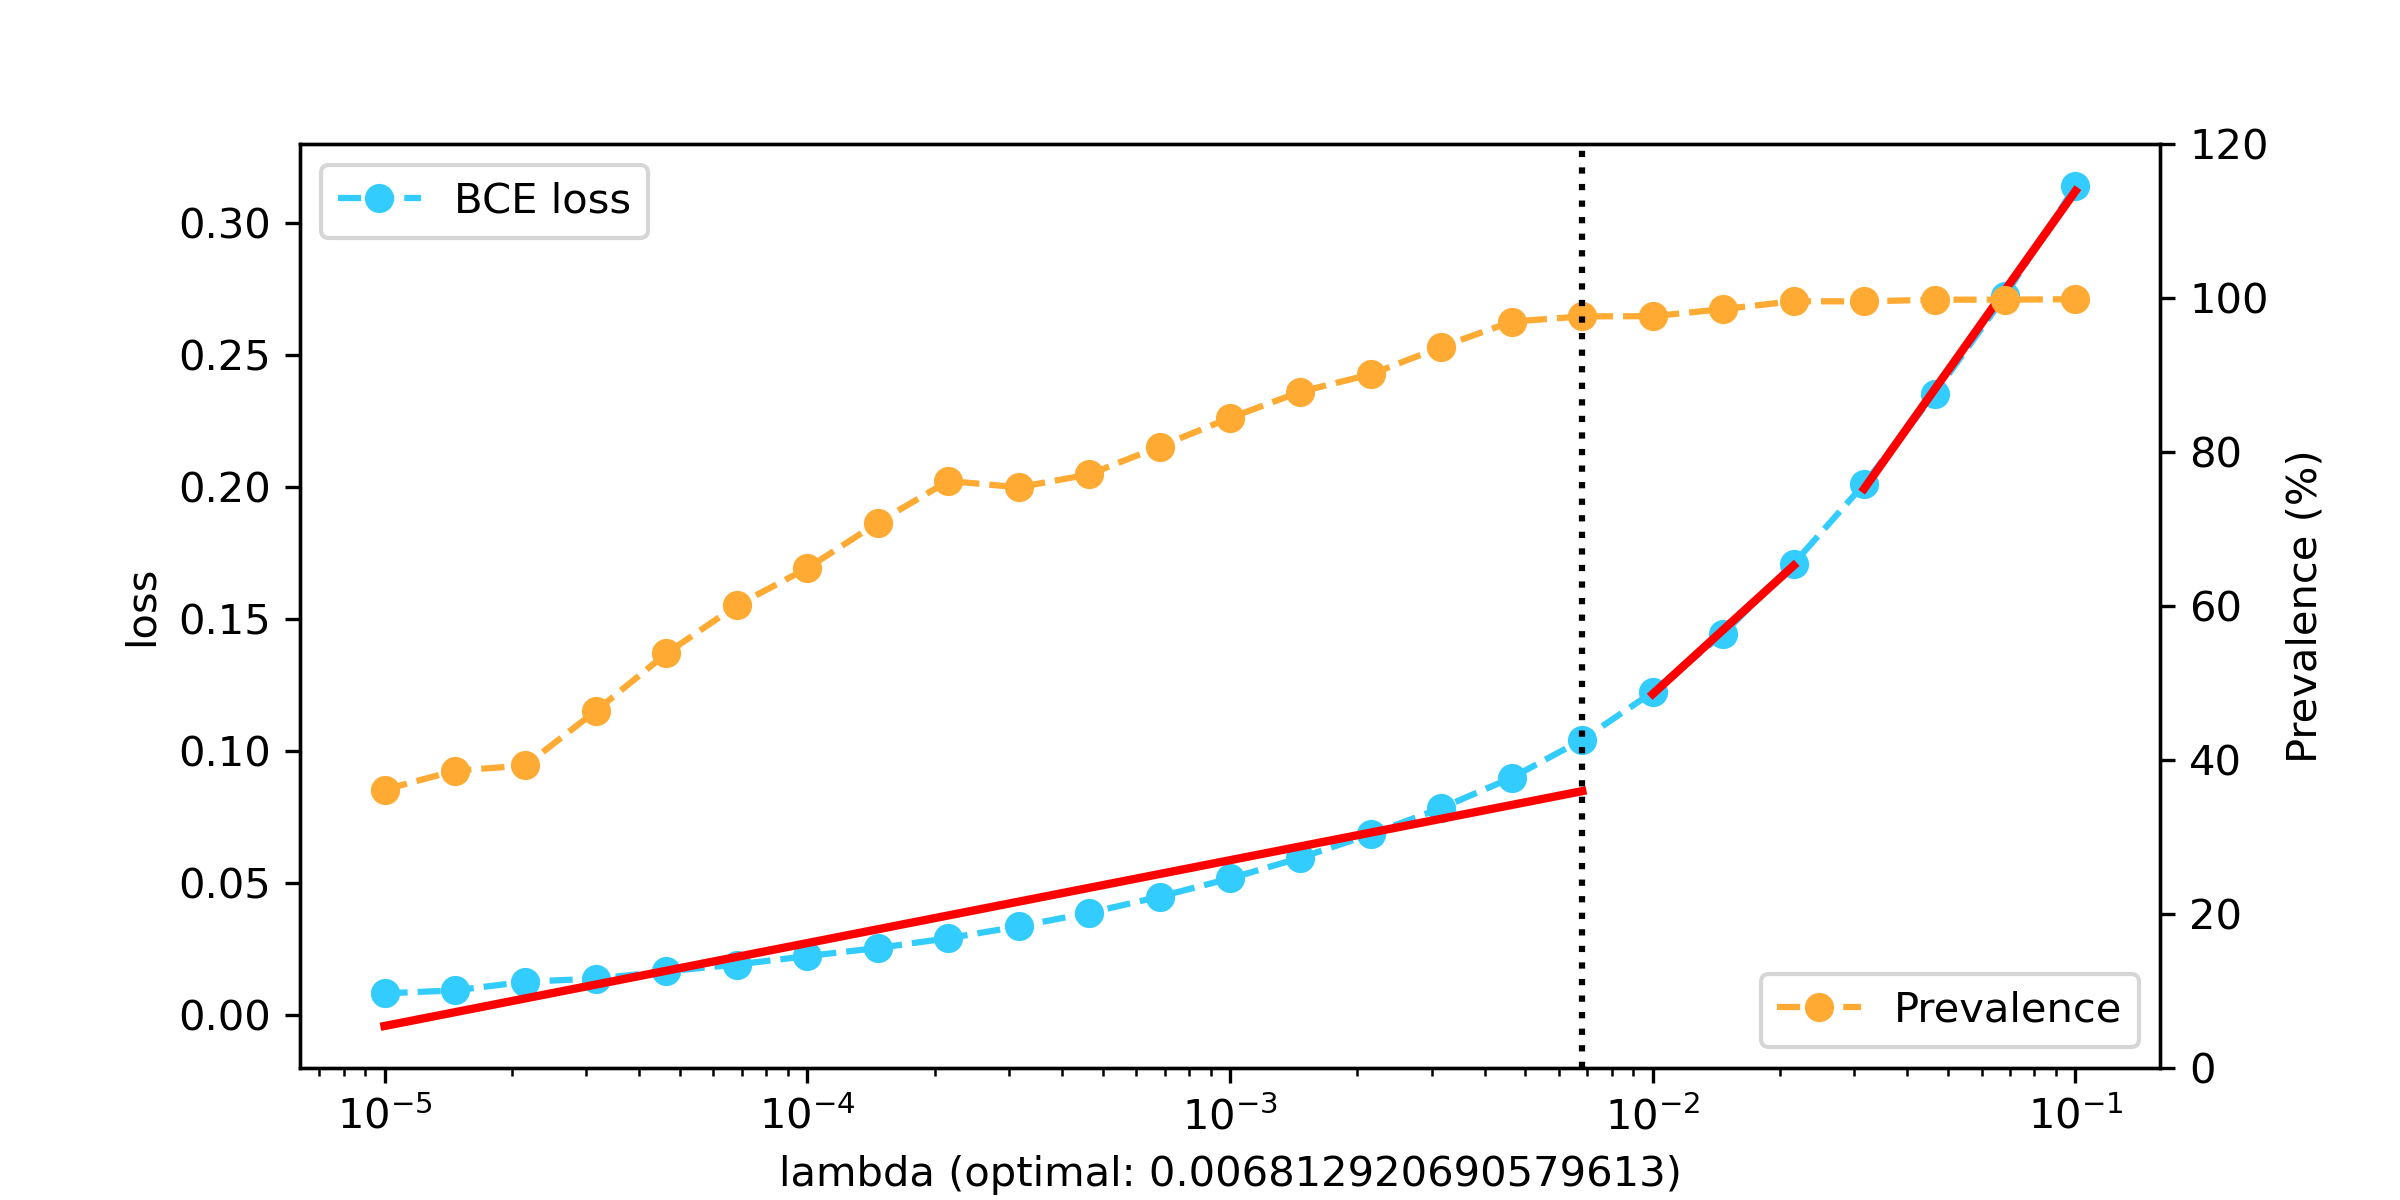 BCE loss
Prevalence
0.30
0.25
0.20
0.15
0.10
0.05
0.00
loss
120
100
80
60
40
20
0
Prevalence (%)
10⁻⁵ 10⁻⁴ 10⁻³ 10⁻² 10⁻¹
lambda (optimal: 0.006812920690579613)